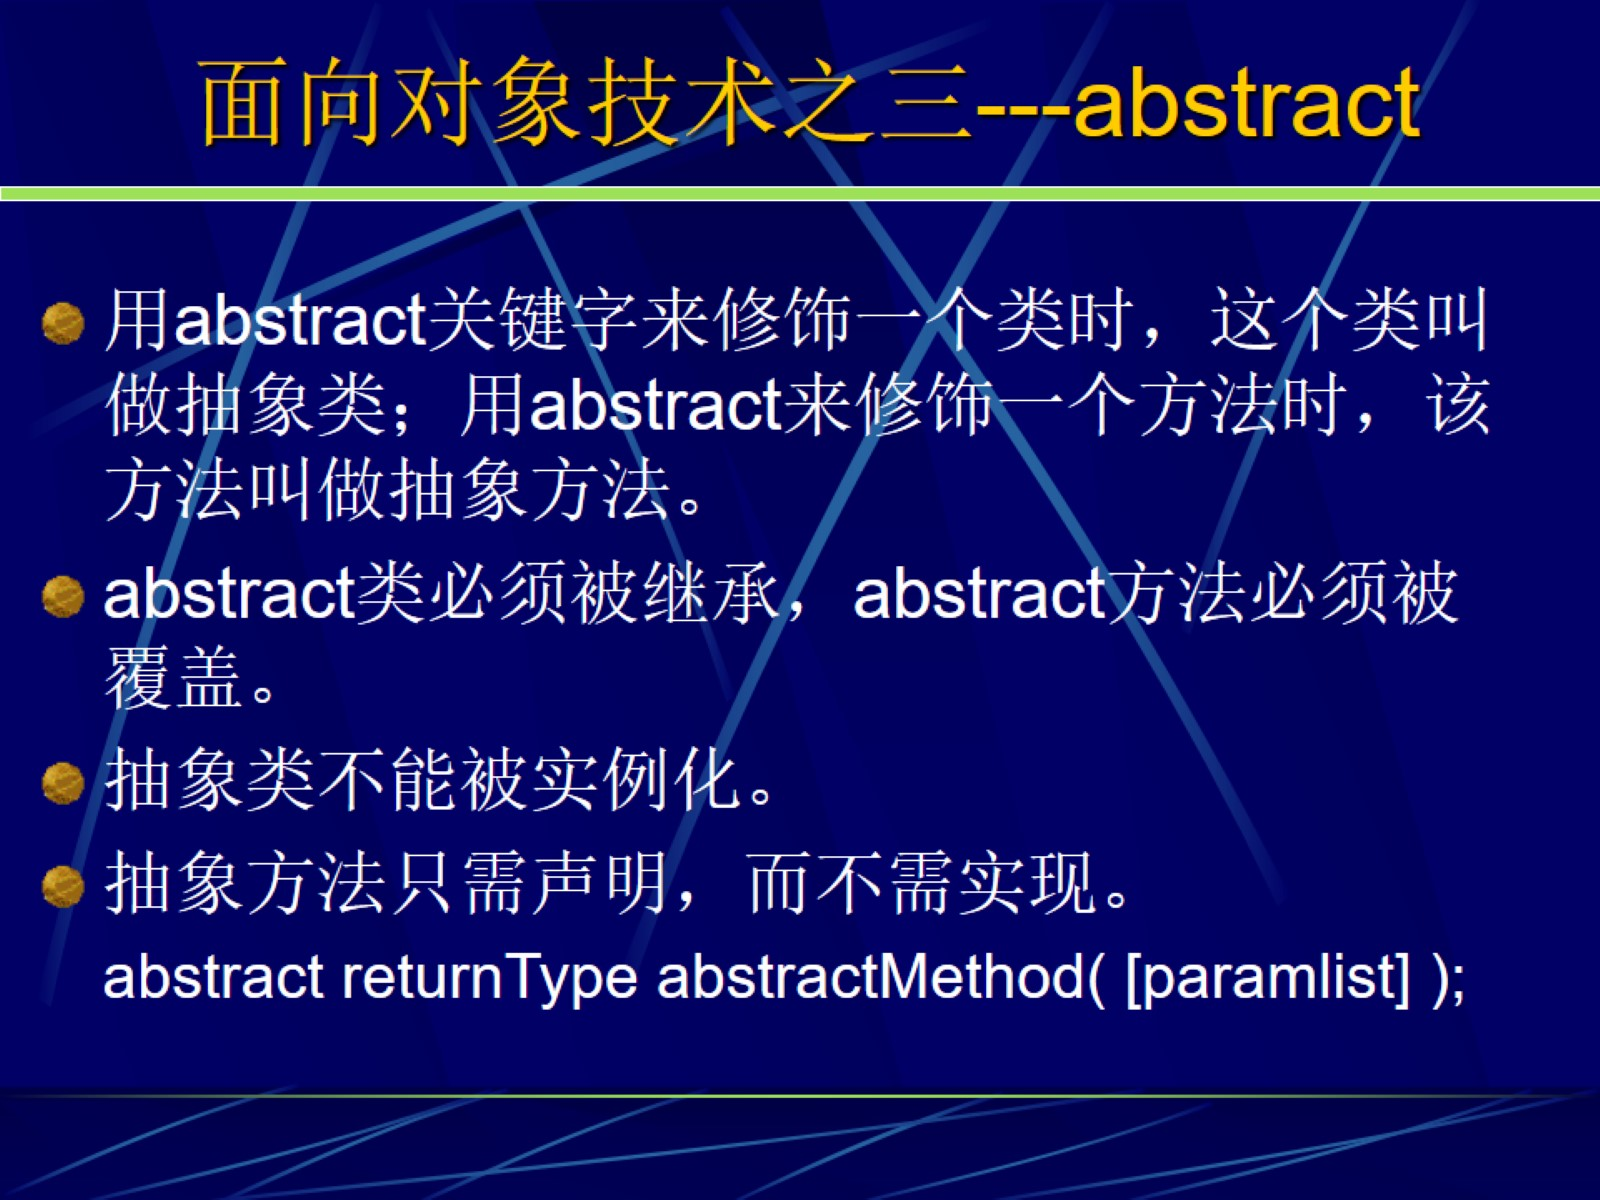 面向对象技术之三---abstract
用abstract关键字来修饰一个类时，这个类叫
做抽象类；用abstract来修饰一个方法时，该
方法叫做抽象方法。
abstract类必须被继承，abstract方法必须被
覆盖。
抽象类不能被实例化。
抽象方法只需声明，而不需实现。
abstract returnType abstractMethod( [paramlist] );